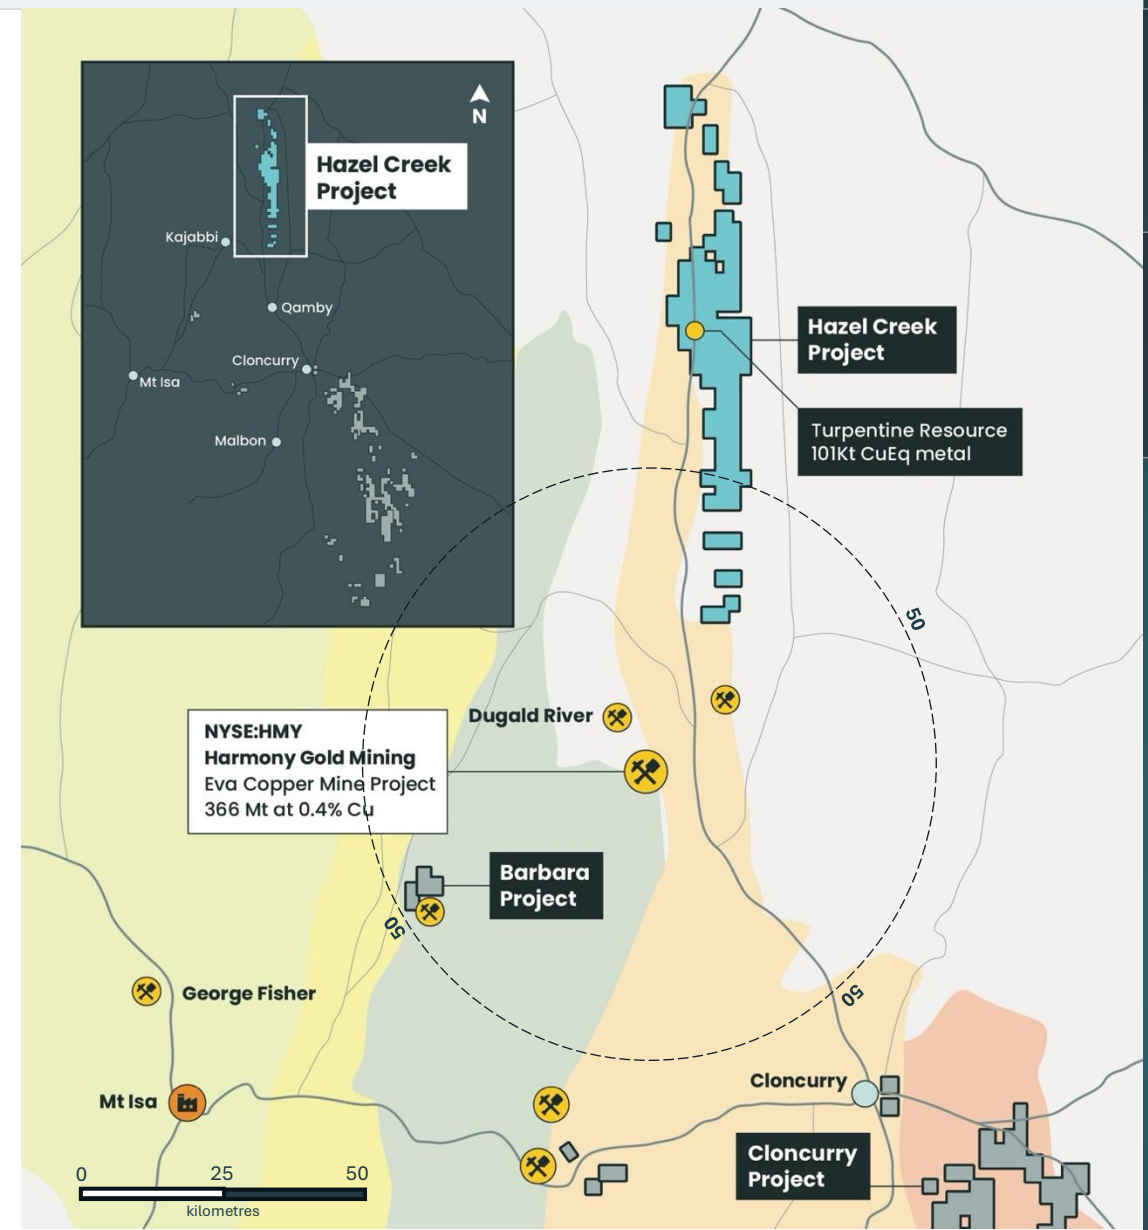 N
Hazel Creek
Project
Kajabbi
Qamby
Cloncurry
Mt Isa
Malbon
Hazel Creek
Project
Turpentine Resource
101Kt CuEq metal
50
Dugald River
NYSE:HMY
Harmony Gold Mining
Eva Copper Mine Project
366 Mt at 0.4% Cu
Barbara
Project
50
George Fisher
50
Mt Isa
Cloncurry
Cloncurry
Project
0 25 50
kilometres